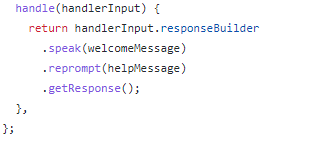 handle(handlerInput) {
return handlerInput.responseBuilder
.speak(welcomeMessage)
.reprompt(helpMessage)
.getResponse();
},
};